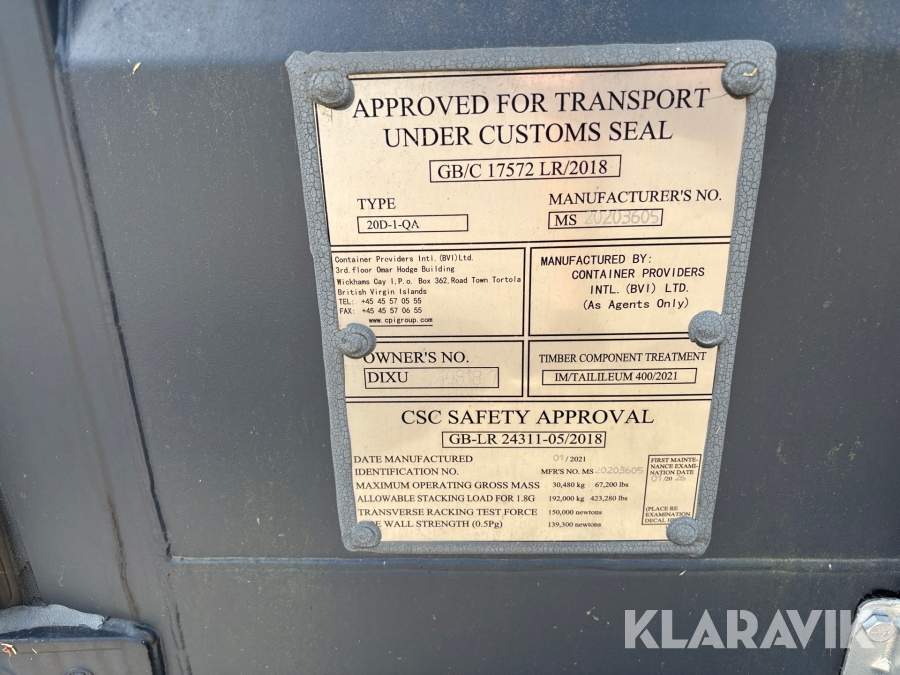 APPROVED FOR TRANSPORT
UNDER CUSTOMS SEAL
GB/C 17572 LR/2018
TYPE
20D-1-QA
MANUFACTURER'S NO.
MS 20203605
Container Providers Intl. (BVI)Ltd.
3rd. floor Omar Hodge Building
Wickhams Cay 1, P.o. Box 362, Road Town Tortola
British Virgin Islands
TEL: +45 45 57 05 55
FAX: +45 45 57 06 55
www.cpigroup.com
MANUFACTURED BY:
CONTAINER PROVIDERS
INTL. (BVI) LTD.
(As Agents Only)
OWNER'S NO.
DIXU
TIMBER COMPONENT TREATMENT
IM/TAILILEUM 400/2021
CSC SAFETY APPROVAL
GB-LR 24311-05/2018
DATE MANUFACTURED 01/2021
IDENTIFICATION NO. MFR'S NO. MS 20203605
MAXIMUM OPERATING GROSS MASS 30,480 kg 67,200 lbs
ALLOWABLE STACKING LOAD FOR 1.8G 192,000 kg 423,280 lbs
TRANSVERSE RACKING TEST FORCE 150,000 newtons
WALL STRENGTH (0.5Pg) 139,300 newtons
FIRST MAINTE-
NANCE EXAMI-
NATION DATE
01/2026
(PLACE RE
EXAMINATION
DECAL
KLARAVIK